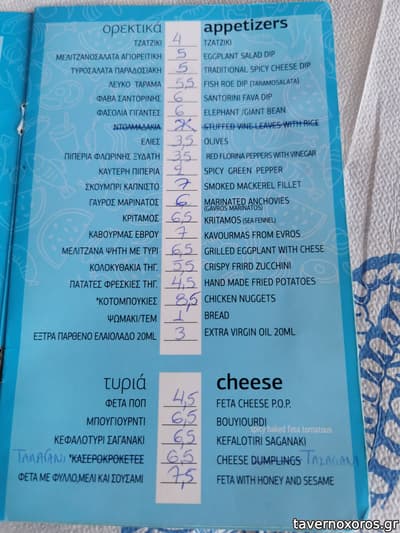 ορεκτικά appetizers
ΤΖΑΤΖΙΚΙ 4 TZATZIKI
ΜΕΛΙΤΖΑΝΟΣΑΛΑΤΑ ΑΓΙΟΡΕΙΤΙΚΗ 5 EGGPLANT SALAD DIP
ΤΥΡΟΣΑΛΑΤΑ ΠΑΡΑΔΟΣΙΑΚΗ 5 TRADITIONAL SPICY CHEESE DIP
ΛΕΥΚΟ ΤΑΡΑΜΑ 5,5 FISH ROE DIP (TARAMOSALATA)
ΦΑΒΑ ΣΑΝΤΟΡΙΝΗΣ 6 SANTORINI FAVA DIP
ΦΑΣΟΛΙΑ ΓΙΓΑΝΤΕΣ 6 ELEPHANT /GIANT BEAN
ΝΤΟΛΜΑΔΑΚΙΑ STUFFED VINE LEAVES WITH RICE
ΕΛΙΕΣ 3,5 OLIVES
ΠΙΠΕΡΙΑ ΦΛΩΡΙΝΗΣ ΞΥΔΑΤΗ 3,5 RED FLORINA PEPPERS WITH VINEGAR
ΚΑΥΤΕΡΗ ΠΙΠΕΡΙΑ SPICY GREEN PEPPER
ΣΚΟΥΜΠΡΙ ΚΑΠΝΙΣΤΟ 7 SMOKED MACKEREL FILLET
ΓΑΥΡΟΣ ΜΑΡΙΝΑΤΟΣ 6 MARINATED ANCHOVIES
(GAVROS MARINATOS)
ΚΡΙΤΑΜΟΣ 6,5 KRITAMOS (SEA FENNEL)
ΚΑΒΟΥΡΜΑΣ ΕΒΡΟΥ 7 KAVOURMAS FROM EVROS
ΜΕΛΙΤΖΑΝΑ ΨΗΤΗ ΜΕ ΤΥΡΙ 6,5 GRILLED EGGPLANT WITH CHESE
ΚΟΛΟΚΥΘΑΚΙΑ ΤΗΓ. 5,5 CRISPY FRIRD ZUCCHINI
ΠΑΤΑΤΕΣ ΦΡΕΣΚΙΕΣ ΤΗΓ. 4,5 HAND MADE FRIED POTATOES
*ΚΟΤΟΜΠΟΥΚΙΕΣ 8,5 CHICKEN NUGGETS
ΨΩΜΑΚΙ/ΤΕΜ 1 BREAD
ΕΞΤΡΑ ΠΑΡΘΕΝΟ ΕΛΑΙΟΛΑΔΟ 20ML 3 EXTRA VIRGIN OIL 20ML
τυριά cheese
ΦΕΤΑ ΠΟΠ 4,5 FETA CHEESE P.O.P.
ΜΠΟΥΓΙΟΥΡΝΤΙ 6,5 BOUYIOURDI
spicy baked feta tomatous
ΚΕΦΑΛΟΤΥΡΙ ΣΑΓΑΝΑΚΙ 6,5 KEFALOTIRI SAGANAKI
*ΚΑΣΕΡΟΚΡΟΚΕΤΕΣ 6,5 CHEESE DUMPLINGS
ΦΕΤΑ ΜΕ ΦΥΛΛΟ,ΜΕΛΙ ΚΑΙ ΣΟΥΣΑΜΙ 7,5 FETA WITH HONEY AND SESAME
www.tavernoxoros.gr